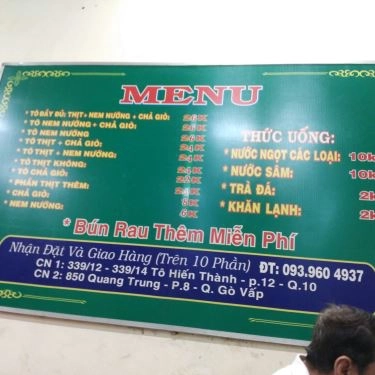 MENU
* TÔ ĐẦY ĐỦ: THỊT+ NEM NƯỚNG + CHẢ GIÒ: 26K
* TÔ NEM NƯỚNG + CHẢ GIÒ: 26K
* TÔ NEM NƯỚNG 26K
* TÔ THỊT + CHẢ GIÒ: 24K
* TÔ THỊT + NEM NƯỚNG: 24K
* TÔ THỊT KHÔNG: 22K
* TÔ CHẢ GIÒ:
* PHẦN THỊT THÊM:
* CHẢ GIÒ: 8K
* NEM NƯỚNG: 6K
THỨC UỐNG:
* NƯỚC NGỌT CÁC LOẠI: 10k
* NƯỚC SÂM: 10k
* TRÀ ĐÁ: 2k
* KHĂN LẠNH: 2k
* Bún Rau Thêm Miễn Phí
Nhận Đặt Và Giao Hàng (Trên 10 Phần) ĐT: 093.960 4937
CN 1: 339/12 - 339/14 Tô Hiến Thành - p.12 - Q.10
CN 2: 850 Quang Trung - P.8 - Q. Gò Vấp